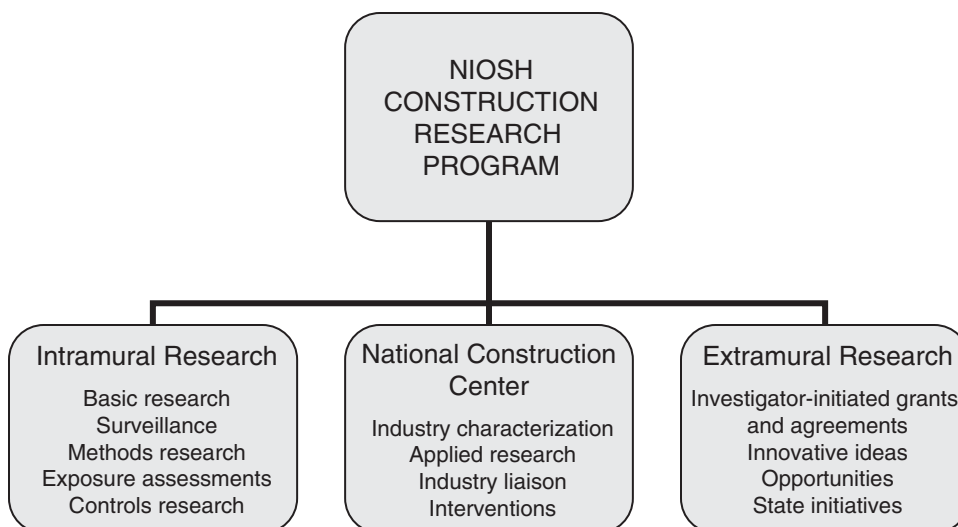 NIOSH
CONSTRUCTION
RESEARCH
PROGRAM
Intramural Research
Basic research
Surveillance
Methods research
Exposure assessments
Controls research
National Construction
Center
Industry characterization
Applied research
Industry liaison
Interventions
Extramural Research
Investigator-initiated grants
and agreements
Innovative ideas
Opportunities
State initiatives